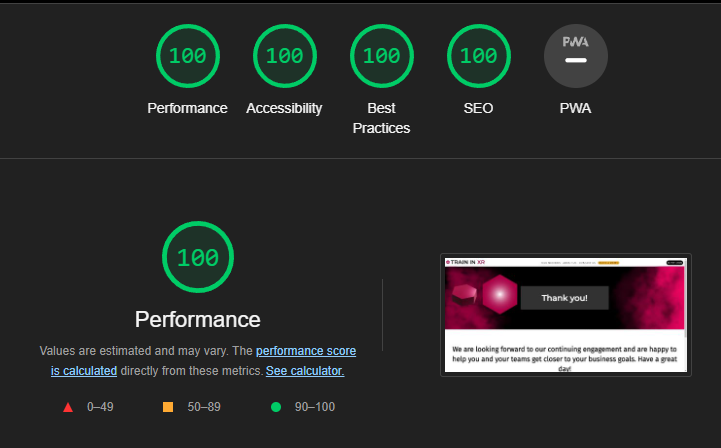 100 100 100 100 PWA
Performance Accessibility Best Practices SEO PWA
100
Performance
Values are estimated and may vary. The performance score
is calculated directly from these metrics. See calculator.
0–49 50–89 90–100
TRAIN IN XR
Thank you!
We are looking forward to our continuing engagement and are happy to
help you and your teams get closer to your business goals. Have a great
day!